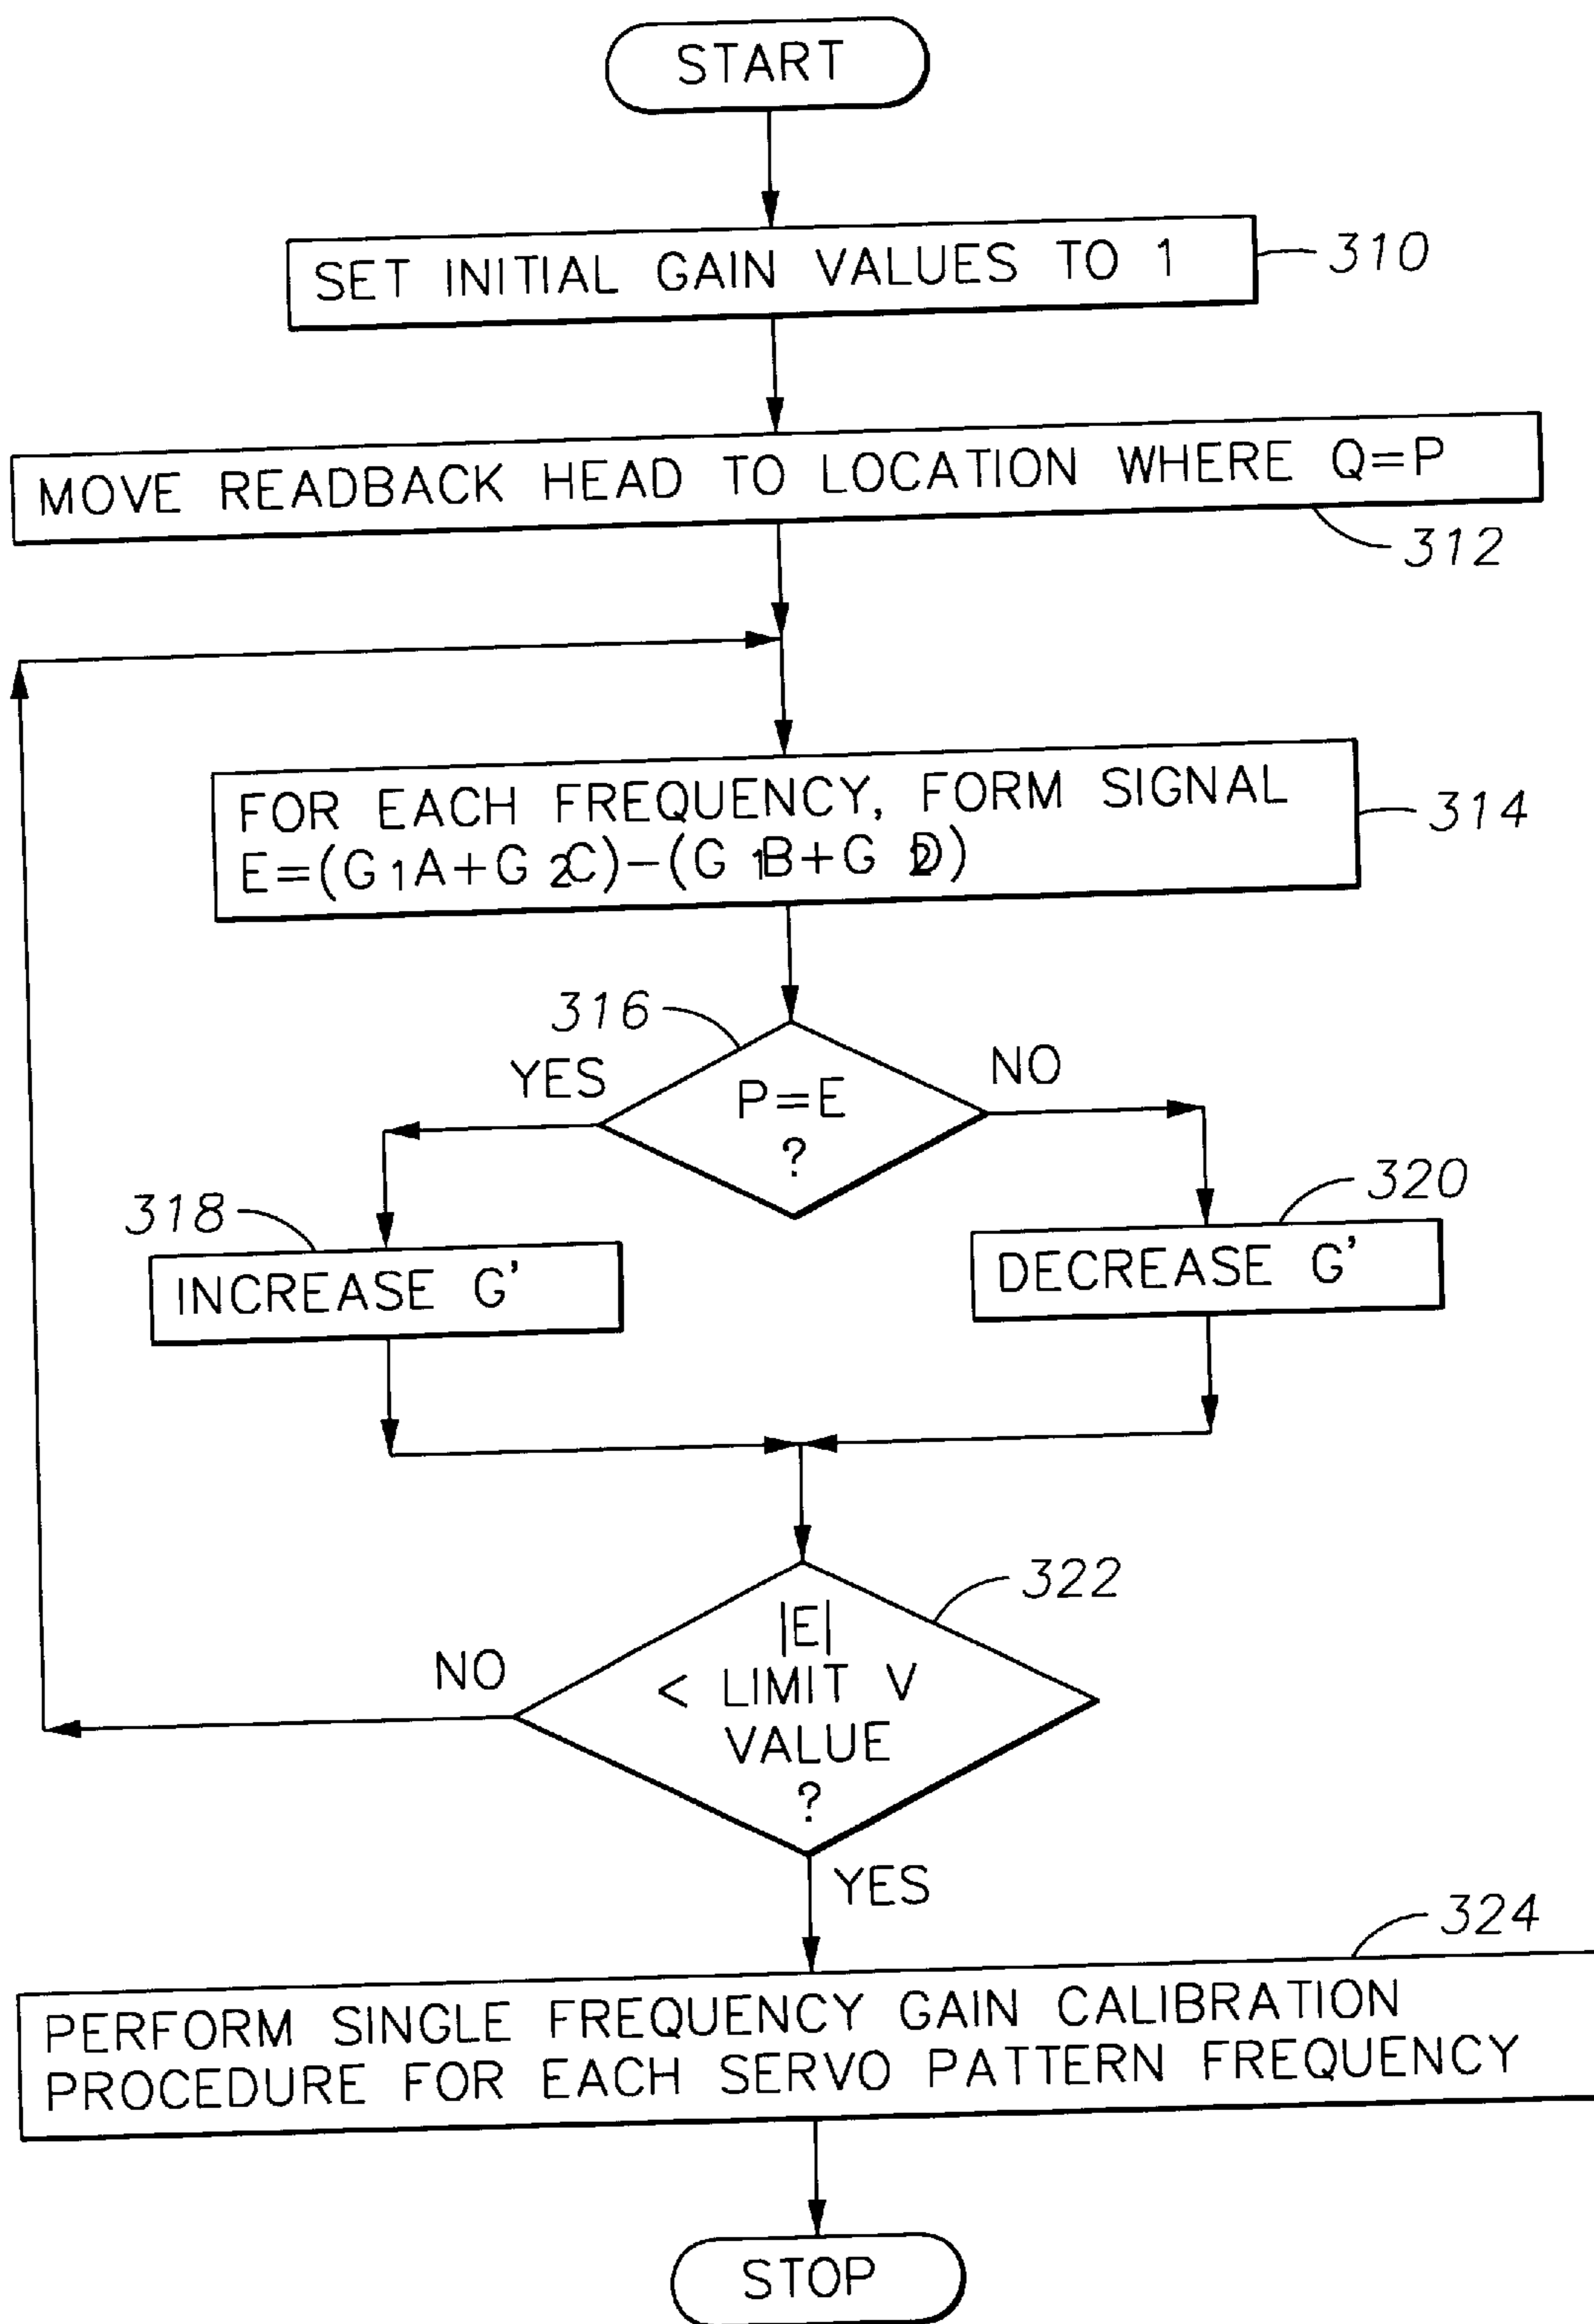 START
SET INITIAL GAIN VALUES TO 1
310
MOVE READBACK HEAD TO LOCATION WHERE Q=P
312
FOR EACH FREQUENCY, FORM SIGNAL
E=(G1A+G2C)-(G1B+G2D)
314
316
YES
NO
P=E
?
318
320
INCREASE G'
DECREASE G'
322
NO
|E|
< LIMIT V
VALUE
?
YES
324
PERFORM SINGLE FREQUENCY GAIN CALIBRATION
PROCEDURE FOR EACH SERVO PATTERN FREQUENCY
STOP